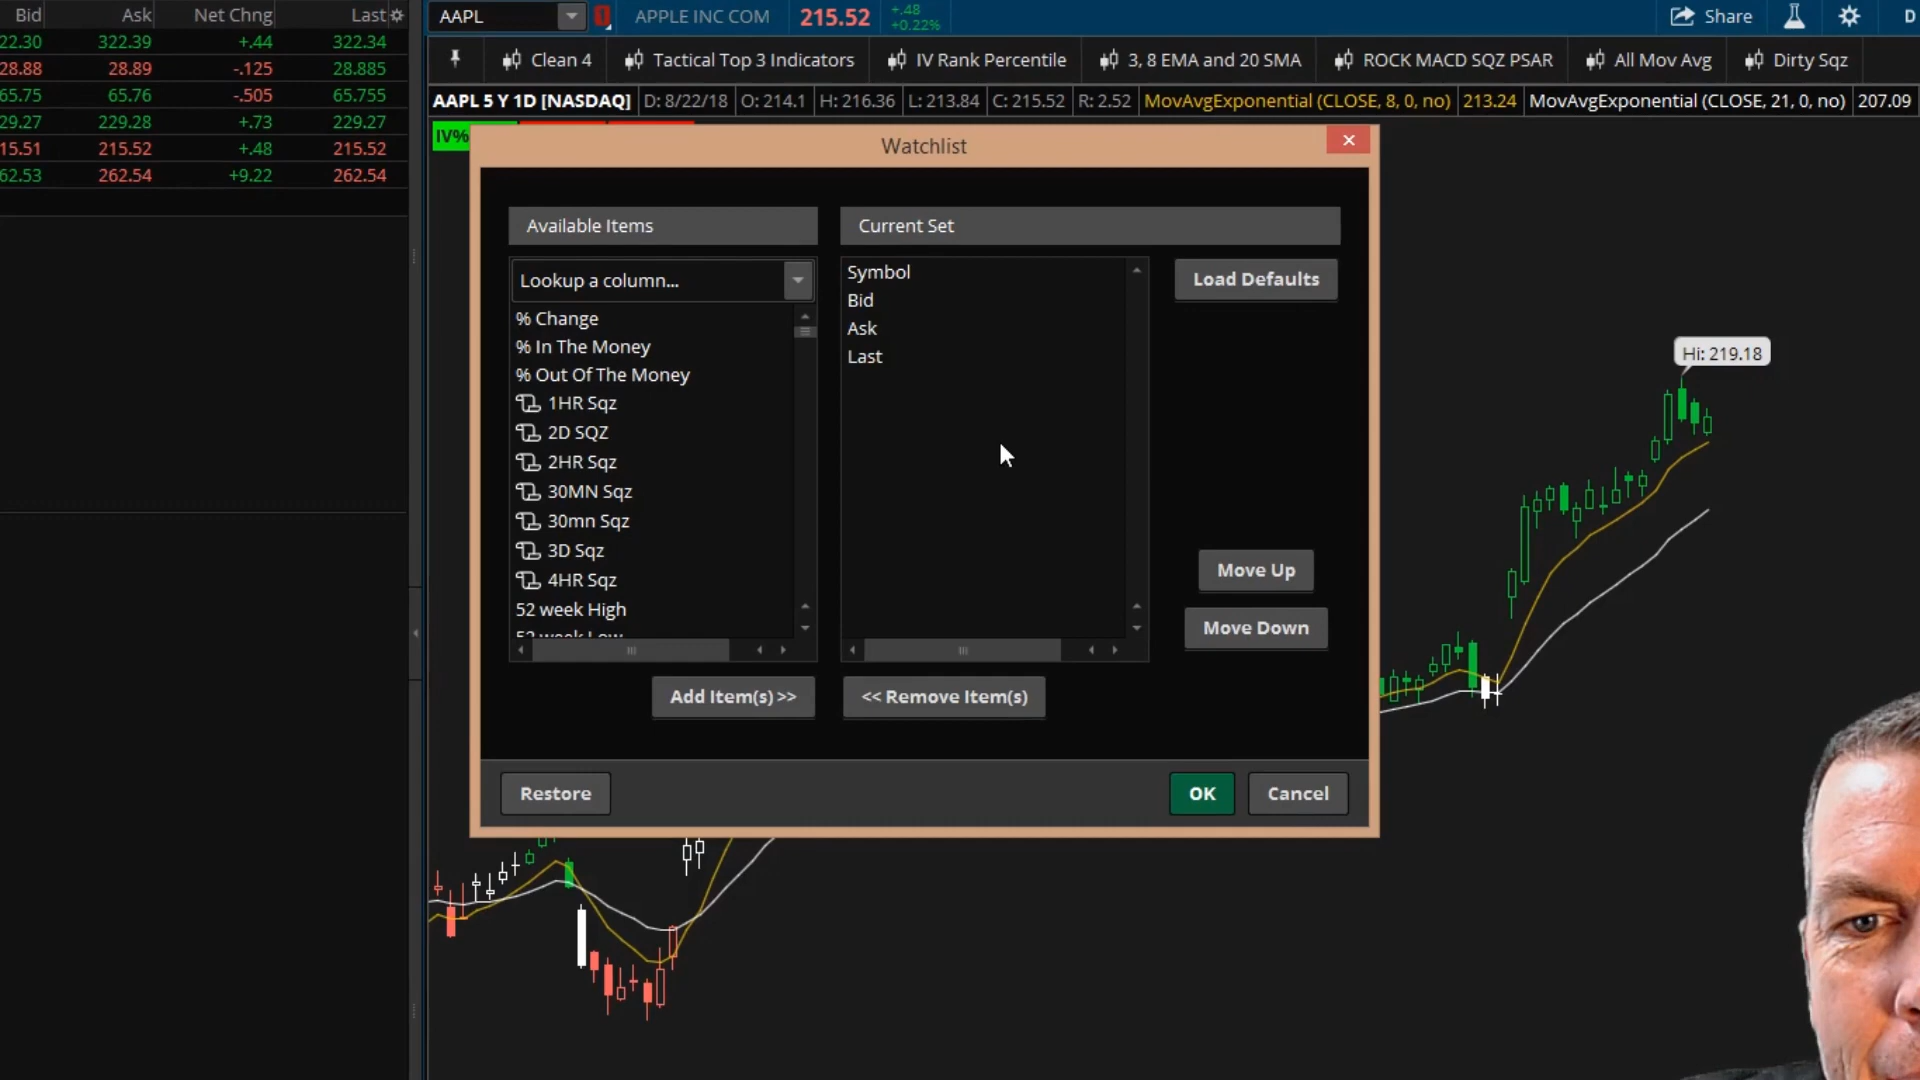 Bid Ask Net Chng Last
22.30 322.39 +.44 322.34
28.88 28.89 -.125 28.885
65.75 65.76 -.505 65.755
29.27 229.28 +.73 229.27
15.51 215.52 +.48 215.52
62.53 262.54 +9.22 262.54
AAPL 1 APPLE INC COM 215.52 +.48 +0.22% Share D
Clean 4 Tactical Top 3 Indicators IV Rank Percentile 3, 8 EMA and 20 SMA ROCK MACD SQZ PSAR All Mov Avg Dirty Sqz
AAPL 5 Y 1D [NASDAQ] D: 8/22/18 O: 214.1 H: 216.36 L: 213.84 C: 215.52 R: 2.52 MovAvgExponential (CLOSE, 8, 0, no) 213.24 MovAvgExponential (CLOSE, 21, 0, no) 207.09
IV%
Watchlist
Available Items
Lookup a column...
% Change
% In The Money
% Out Of The Money
1HR Sqz
2D SQZ
2HR Sqz
30MN Sqz
30mn Sqz
3D Sqz
4HR Sqz
52 week High
52 week Low
Add Item(s) >>
Current Set
Symbol
Bid
Ask
Last
<< Remove Item(s)
Load Defaults
Move Up
Move Down
Restore
OK
Cancel
Hi: 219.18